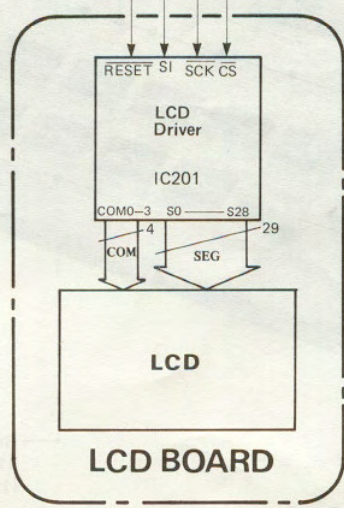 RESET SI SCK CS
LCD
Driver
IC201
COM0–3 S0 ——— S28
4 29
COM SEG
LCD
LCD BOARD